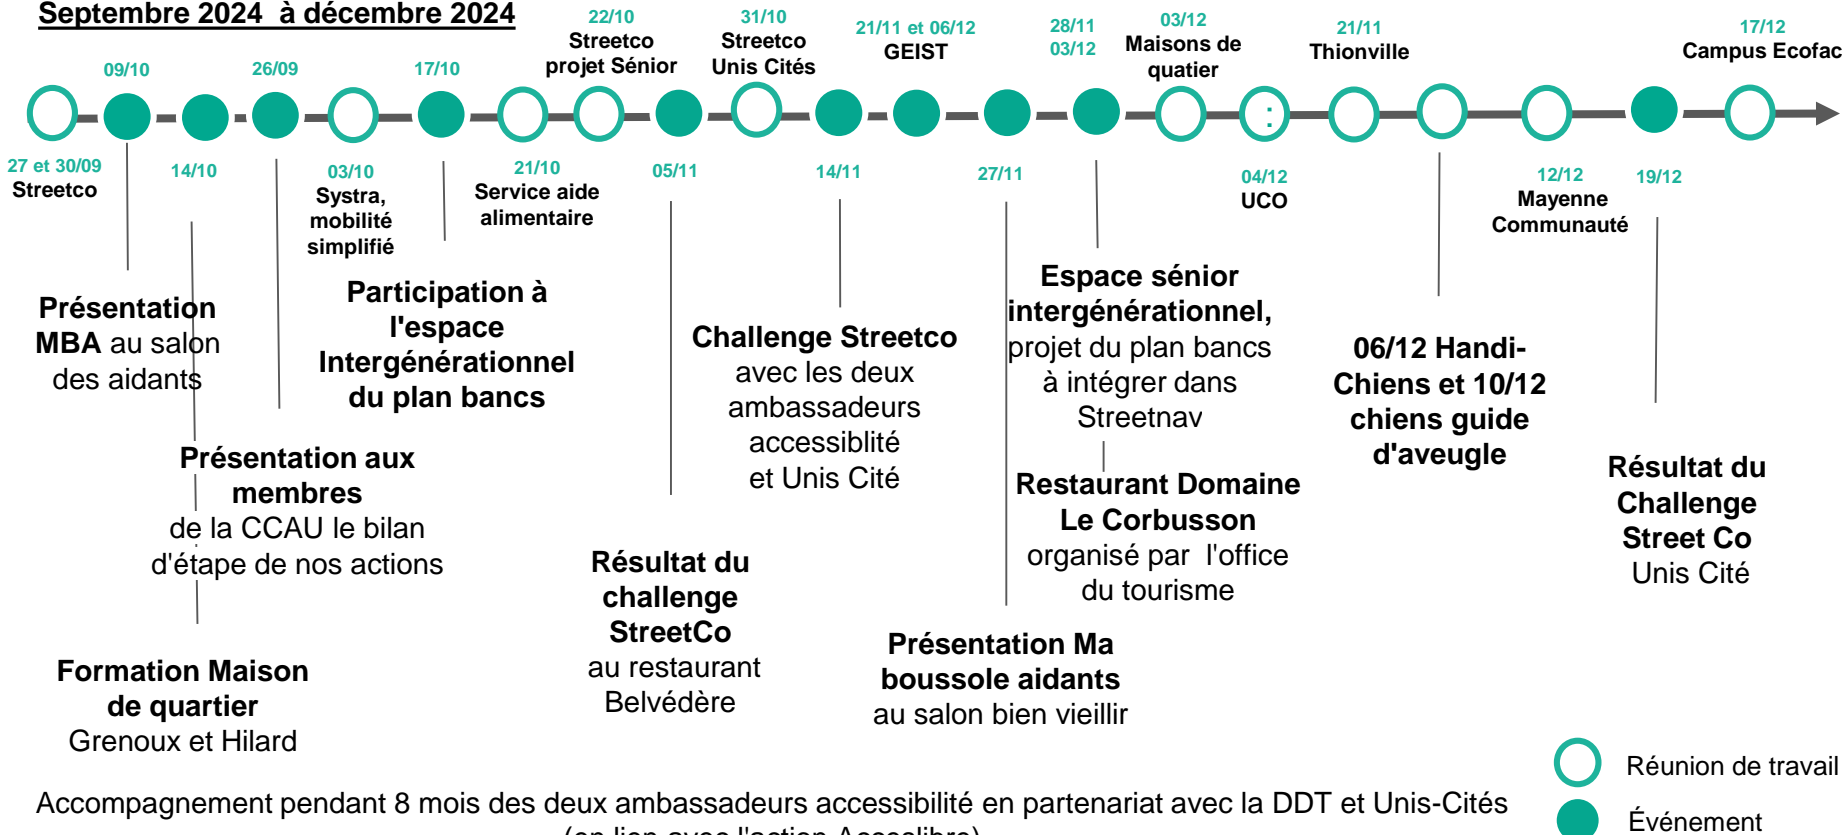 Septembre 2024  à décembre 2024
27 et 30/09
Streetco
09/10
Présentation
MBA au salon
des aidants
14/10
Formation Maison
de quartier
Grenoux et Hilard
26/09
Présentation aux
membres
de la CCAU le bilan
d'étape de nos actions
03/10
Systra,
mobilité
simplifié
17/10
Participation à
l'espace
Intergénérationnel
du plan bancs
21/10
Service aide
alimentaire
22/10
Streetco
projet Sénior
05/11
Résultat du
challenge
StreetCo
au restaurant
Belvédère
31/10
Streetco
Unis Cités
14/11
Challenge Streetco
avec les deux
ambassadeurs
accessiblité
et Unis Cité
21/11 et 06/12
GEIST
27/11
Présentation Ma
boussole aidants
au salon bien vieillir
28/11
03/12
Espace sénior
intergénérationnel,
projet du plan bancs
à intégrer dans
Streetnav
Restaurant Domaine
Le Corbusson
organisé par  l'office
du tourisme
03/12
Maisons de
quatier
:
04/12
UCO
21/11
Thionville
06/12 Handi-
Chiens et 10/12
chiens guide
d'aveugle
12/12
Mayenne
Communauté
19/12
Résultat du
Challenge
Street Co
Unis Cité
17/12
Campus Ecofac
Réunion de travail
Événement
Accompagnement pendant 8 mois des deux ambassadeurs accessibilité en partenariat avec la DDT et Unis-Cités
(en lien avec l'action Acceslibre)